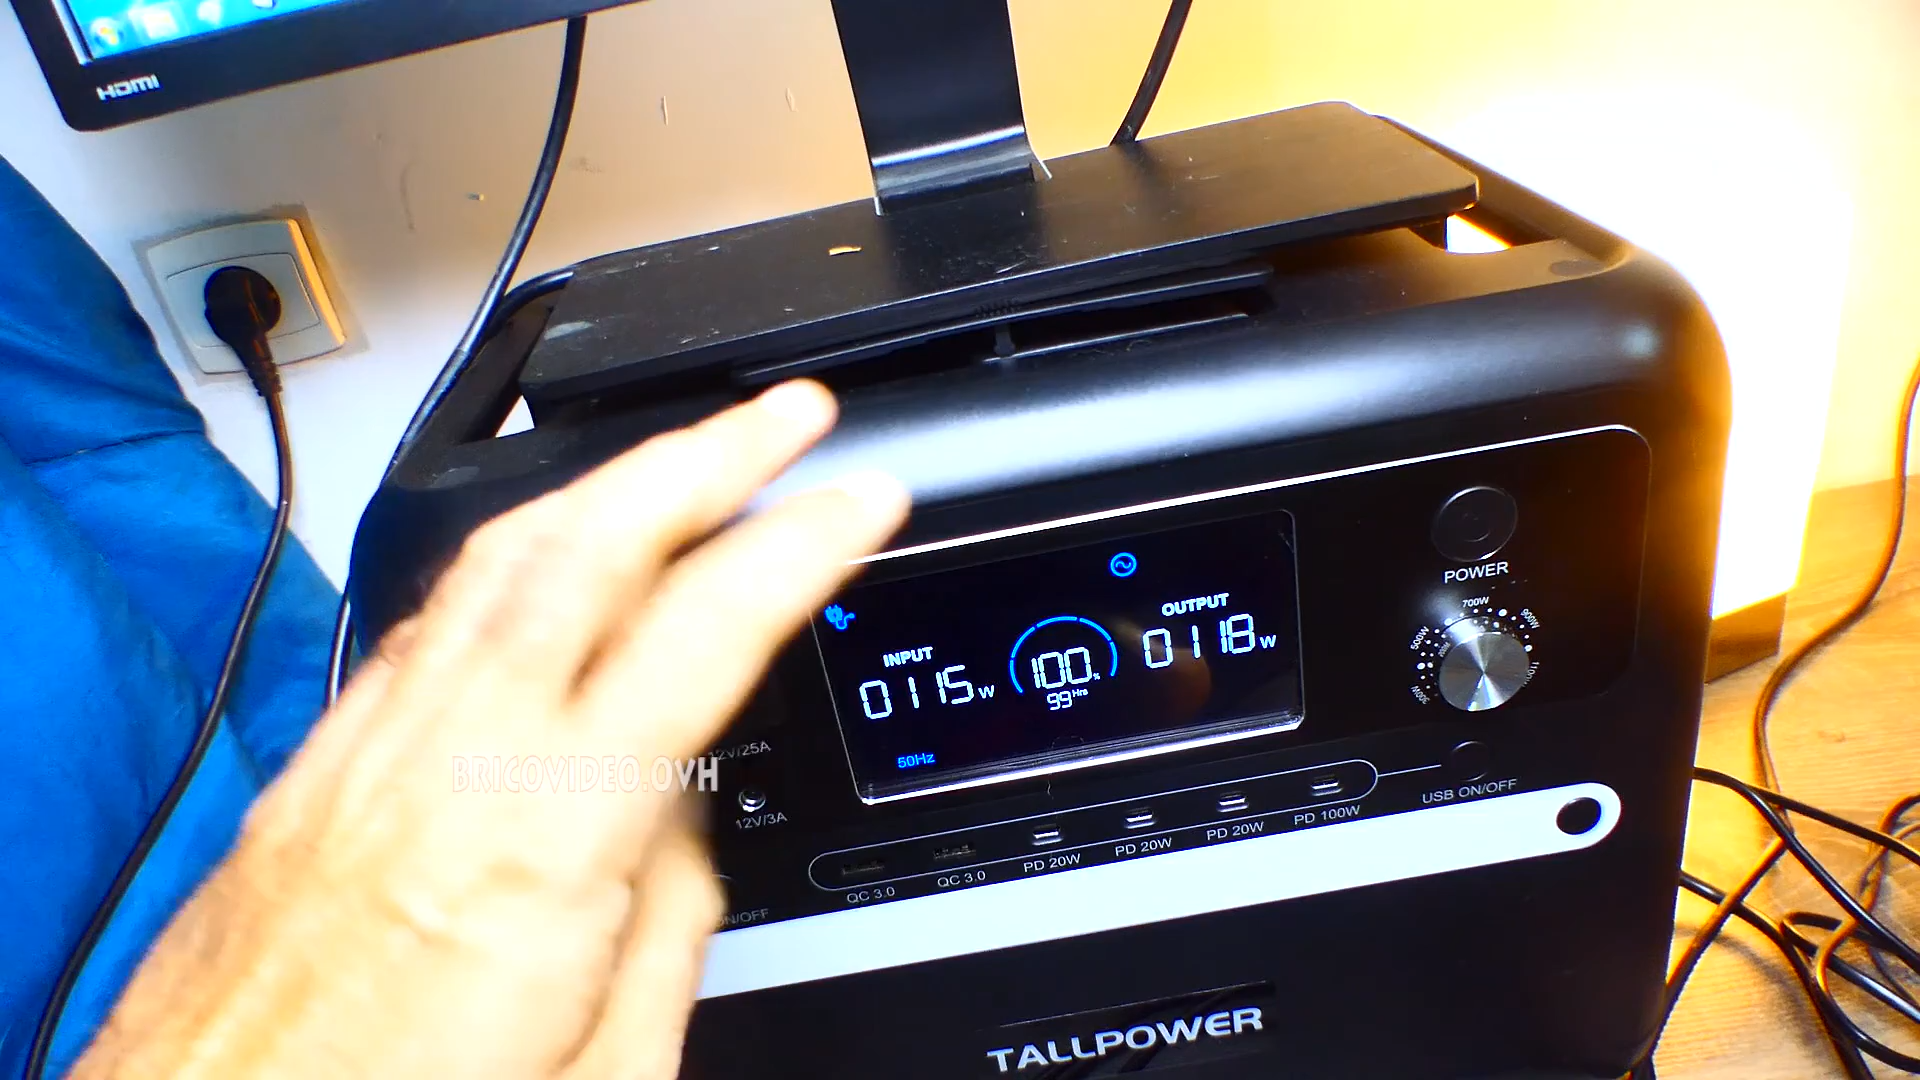 HDMI
POWER
700W
500W
900W
300W
INPUT
0115W
100%
99Hrs
OUTPUT
0118W
50Hz
12V/25A
12V/3A
USB ON/OFF
QC 3.0
QC 3.0
PD 20W
PD 20W
PD 20W
PD 100W
ON/OFF
BRICOVIDEO.OVH
TALLPOWER